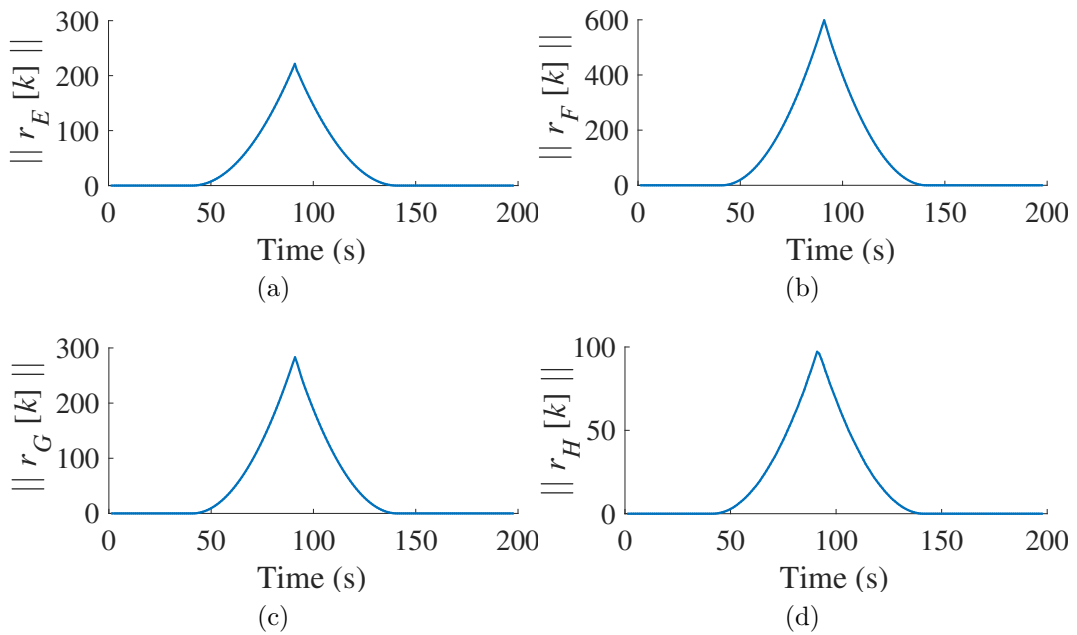 300
200
100
0
|| r_E [k] ||
0 50 100 150 200
Time (s)
(a)
600
400
200
0
|| r_F [k] ||
0 50 100 150 200
Time (s)
(b)
300
200
100
0
|| r_G [k] ||
0 50 100 150 200
Time (s)
(c)
100
50
0
|| r_H [k] ||
0 50 100 150 200
Time (s)
(d)